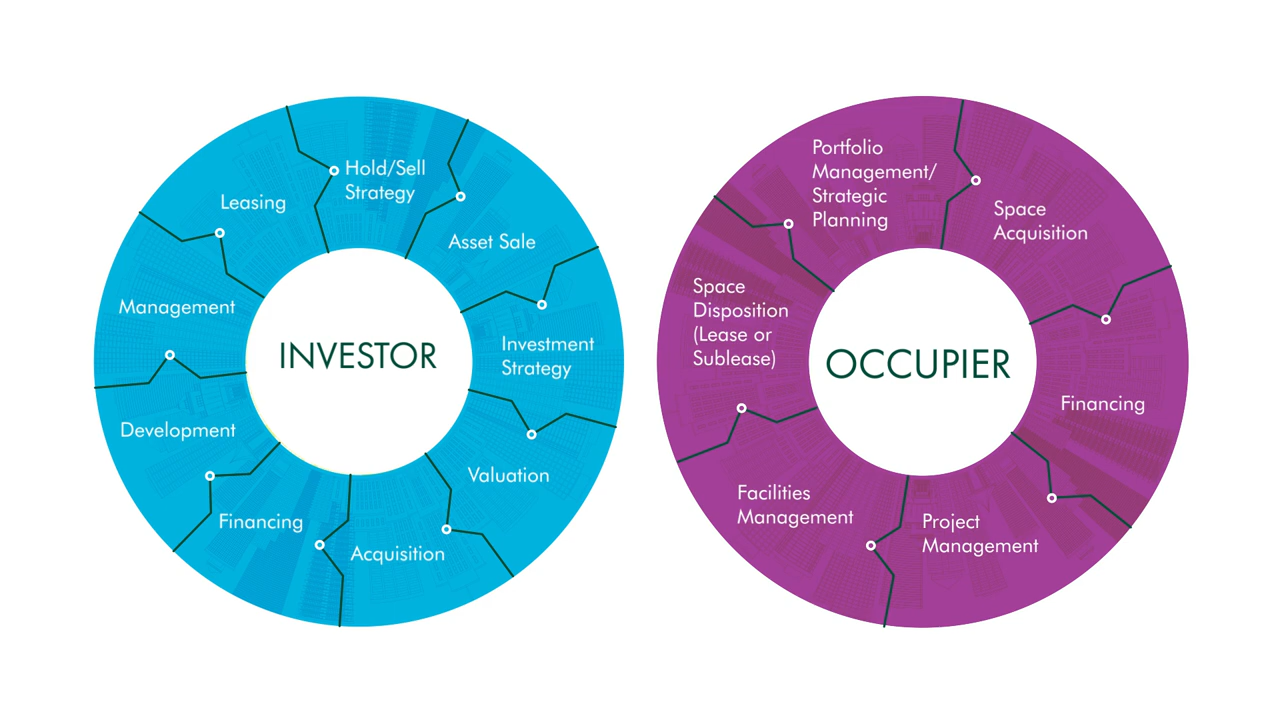 INVESTOR
Hold/Sell
Strategy
Asset Sale
Investment
Strategy
Valuation
Acquisition
Financing
Development
Management
Leasing
OCCUPIER
Portfolio
Management/
Strategic
Planning
Space
Acquisition
Financing
Project
Management
Facilities
Management
Space
Disposition
(Lease or
Sublease)